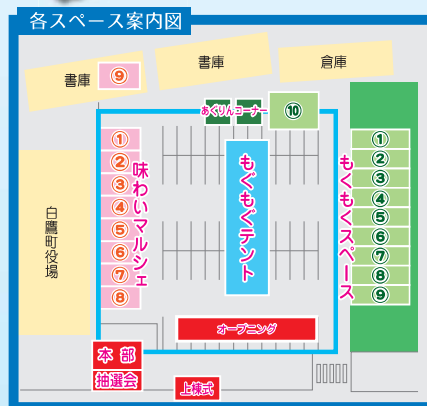 各スペース案内図
書庫
書庫
倉庫
⑨
あくりんコーナー
⑩
味わいマルシェ
①
②
③
④
⑤
⑥
⑦
⑧
もぐもぐテント
もくもくスペース
①
②
③
④
⑤
⑥
⑦
⑧
⑨
白鷹町役場
オープニング
本部
抽選会
上棟式